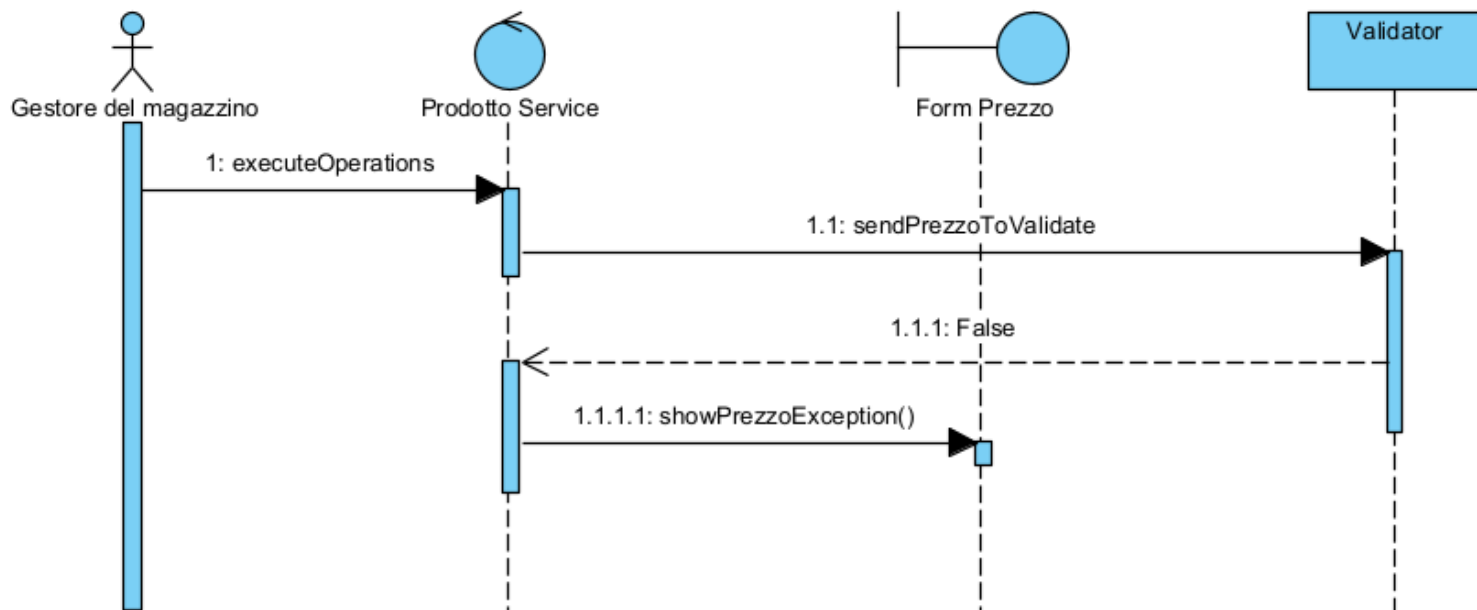 Validator
Gestore del magazzino
Prodotto Service
Form Prezzo
1: executeOperations
1.1: sendPrezzoToValidate
1.1.1: False
1.1.1.1: showPrezzoException()